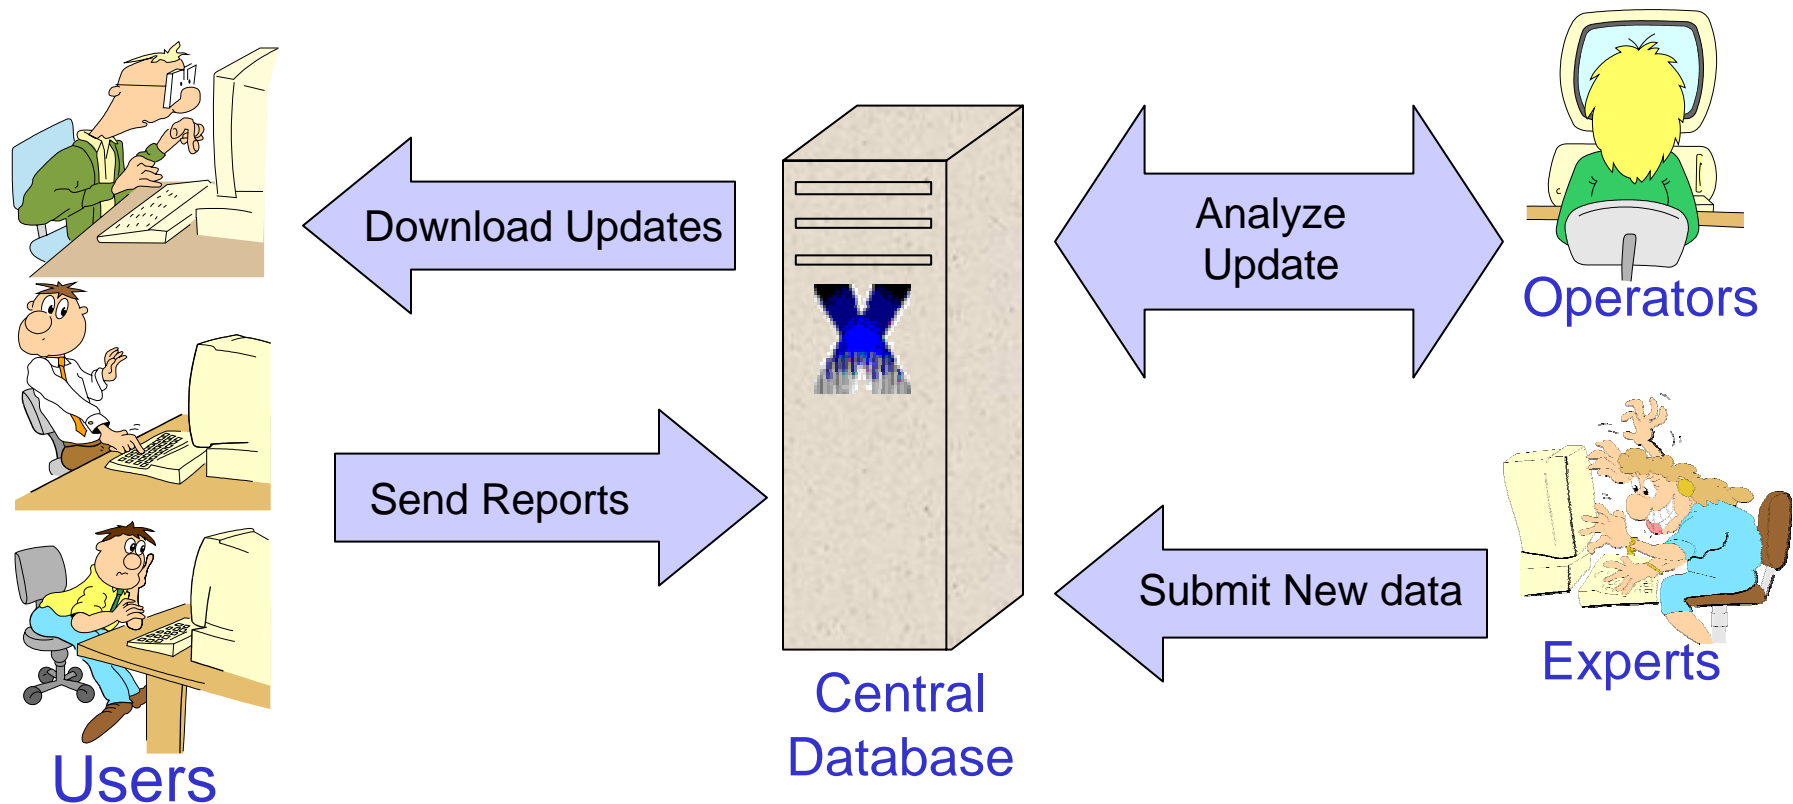 Download Updates
Send Reports
Users
Central
Database
Analyze
Update
Operators
Submit New data
Experts